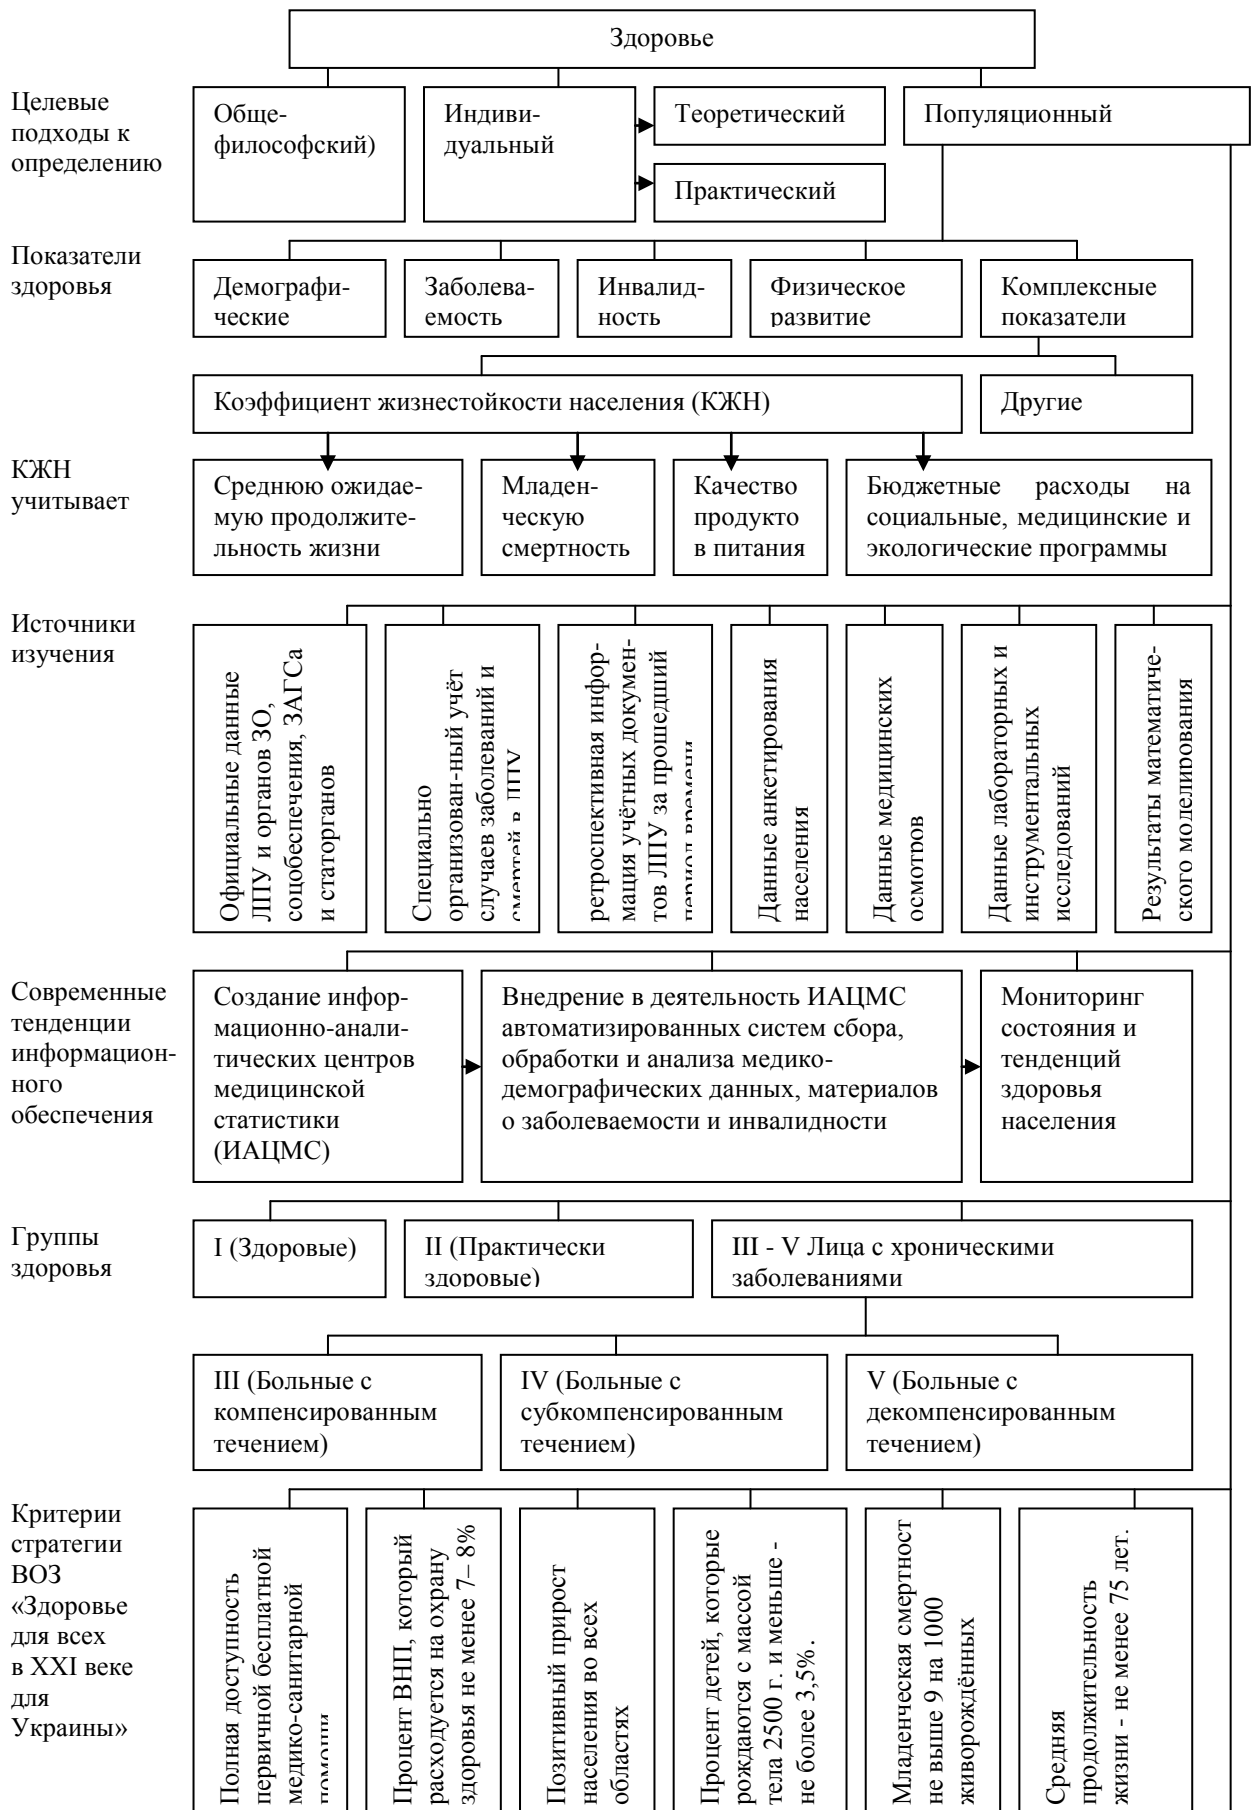 Здоровье
Целевые
подходы к
определению
Обще-
философский)
Индиви-
дуальный
Теоретический
Практический
Популяционный
Показатели
здоровья
Демографи-
ческие
Заболева-
емость
Инвалид-
ность
Физическое
развитие
Комплексные
показатели
Коэффициент жизнестойкости населения (КЖН)
Другие
КЖН
учитывает
Среднюю ожидае-
мую продолжите-
льность жизни
Младен-
ческую
смертность
Качество
продукто
в питания
Бюджетные расходы на
социальные, медицинские и
экологические программы
Источники
изучения
Официальные данные
ЛПУ и органов ЗО,
соцобеспечения, ЗАГСа
и статорганов
Специально
организован-ный учёт
случаев заболеваний и
смертей в ЛПУ
ретроспективная инфор-
мация учётных докумен-
тов ЛПУ за прошедший
период времени
Данные анкетирования
населения
Данные медицинских
осмотров
Данные лабораторных и
инструментальных
исследований
Результаты математиче-
ского моделирования
Современные
тенденции
информацион-
ного
обеспечения
Создание инфор-
мационно-анали-
тических центров
медицинской
статистики
(ИАЦМС)
Внедрение в деятельность ИАЦМС
автоматизированных систем сбора,
обработки и анализа медико-
демографических данных, материалов
о заболеваемости и инвалидности
Мониторинг
состояния и
тенденций
здоровья
населения
Группы
здоровья
I (Здоровые)
II (Практически
здоровые)
III - V Лица с хроническими
заболеваниями
III (Больные с
компенсированным
течением)
IV (Больные с
субкомпенсированным
течением)
V (Больные с
декомпенсированным
течением)
Критерии
стратегии
ВОЗ
«Здоровье
для всех
в XXI веке
для
Украины»
Полная доступность
первичной бесплатной
медико-санитарной
помощи
Процент ВНП, который
расходуется на охрану
здоровья не менее 7– 8%
Позитивный прирост
населения во всех
областях
Процент детей, которые
рождаются с массой
тела 2500 г. и меньше -
не более 3,5%.
Младенческая смертност
не выше 9 на 1000
живорождённых
Средняя
продолжительность
жизни - не менее 75 лет.